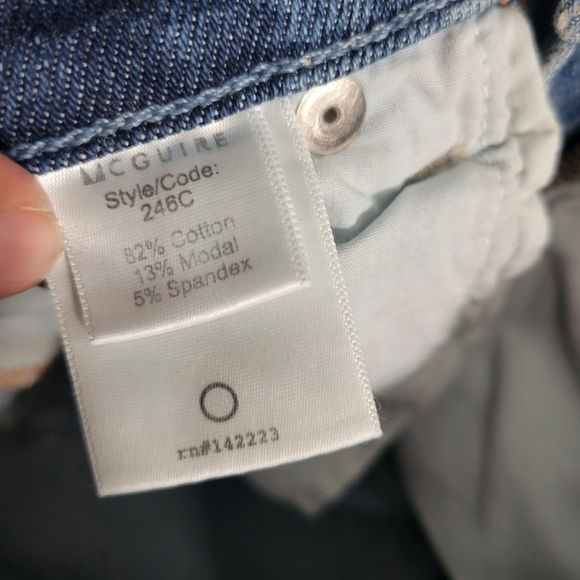 MCGUIRE
Style/Code:
246C
82% Cotton
13% Modal
5% Spandex
rn#142223